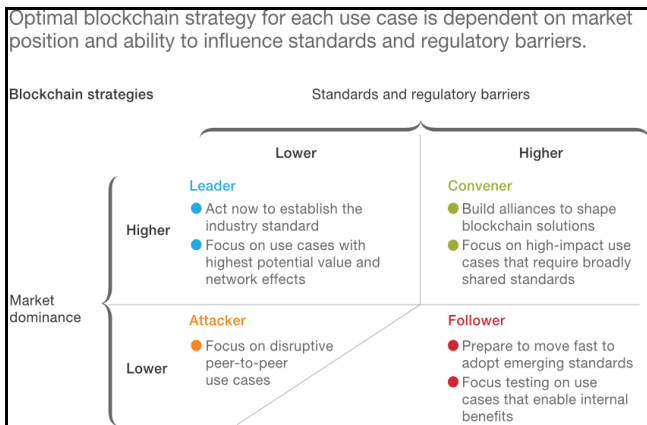 Optimal blockchain strategy for each use case is dependent on market
position and ability to influence standards and regulatory barriers.
Blockchain strategies
Standards and regulatory barriers
Lower
Higher
Market
dominance
Higher
Leader
Act now to establish the
industry standard
Focus on use cases with
highest potential value and
network effects
Convener
Build alliances to shape
blockchain solutions
Focus on high-impact use
cases that require broadly
shared standards
Lower
Attacker
Focus on disruptive
peer-to-peer
use cases
Follower
Prepare to move fast to
adopt emerging standards
Focus testing on use
cases that enable internal
benefits